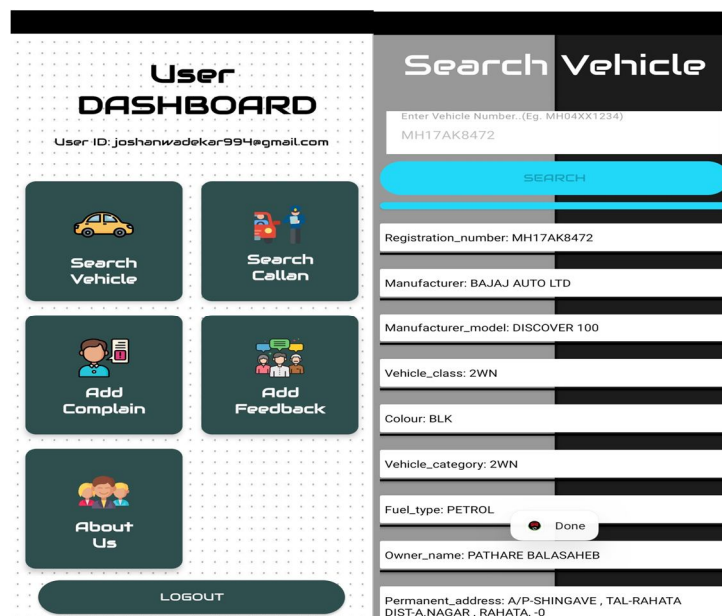 User
DASHBOARD
User ID: joshanwadekar994@gmail.com
Search
Vehicle
Search
Callan
Add
Complain
Add
Feedback
About
Us
LOGOUT
Search Vehicle
Enter Vehicle Number..(Eg. MH04XX1234)
MH17AK8472
SEARCH
Registration_number: MH17AK8472
Manufacturer: BAJAJ AUTO LTD
Manufacturer_model: DISCOVER 100
Vehicle_class: 2WN
Colour: BLK
Vehicle_category: 2WN
Fuel_type: PETROL
Done
Owner_name: PATHARE BALASAHEB
Permanent_address: A/P-SHINGAVE , TAL-RAHATA
DIST-A.NAGAR , RAHATA, -0